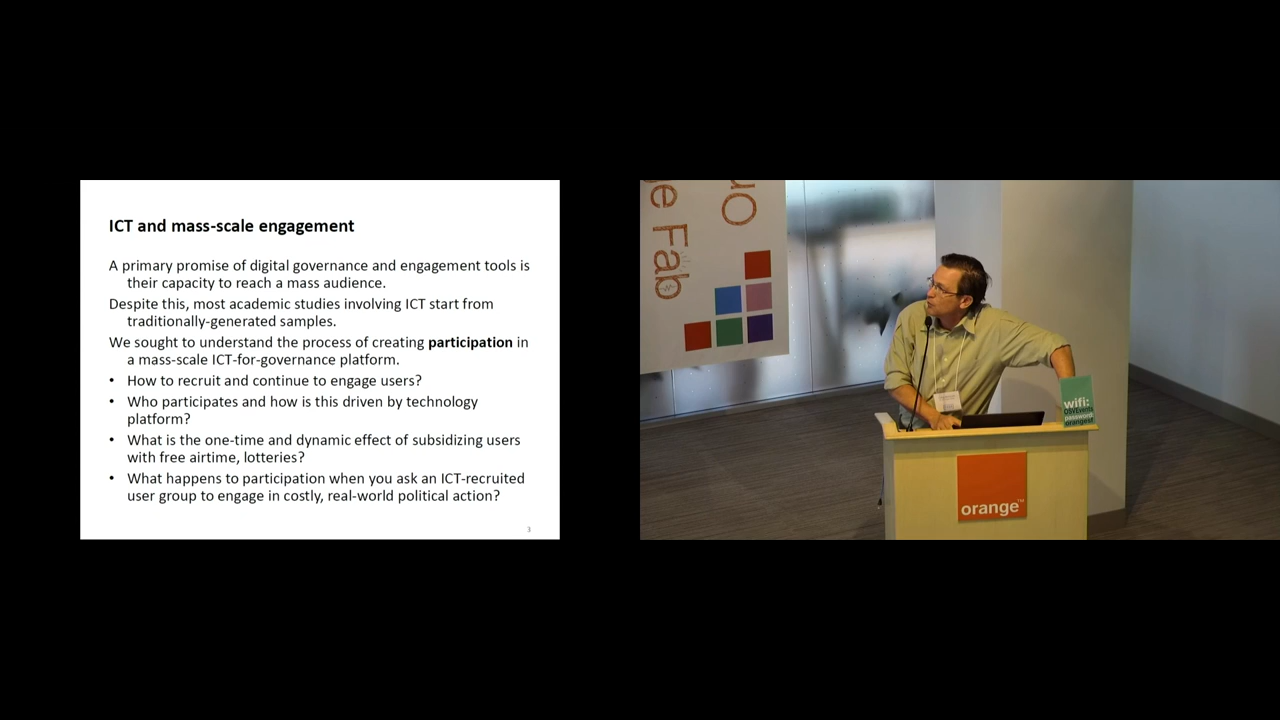 ICT and mass-scale engagement
A primary promise of digital governance and engagement tools is
their capacity to reach a mass audience.
Despite this, most academic studies involving ICT start from
traditionally-generated samples.
We sought to understand the process of creating participation in
a mass-scale ICT-for-governance platform.
• How to recruit and continue to engage users?
• Who participates and how is this driven by technology
platform?
• What is the one-time and dynamic effect of subsidizing users
with free airtime, lotteries?
• What happens to participation when you ask an ICT-recruited
user group to engage in costly, real-world political action?
3
e Fab
wifi:
password
orange™